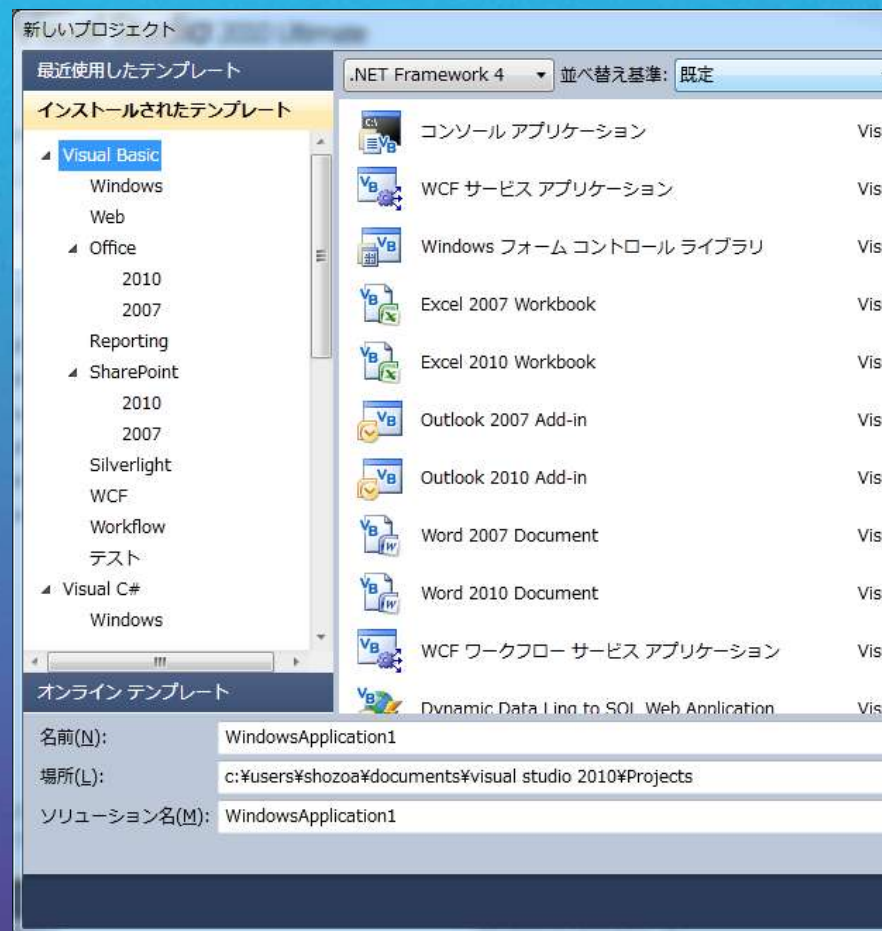 新しいプロジェクト
最近使用したテンプレート
.NET Framework 4
並べ替え基準: 既定
インストールされたテンプレート
Visual Basic
Windows
Web
Office
2010
2007
Reporting
SharePoint
2010
2007
Silverlight
WCF
Workflow
テスト
Visual C#
Windows
オンライン テンプレート
コンソール アプリケーション Vis
WCF サービス アプリケーション Vis
Windows フォーム コントロール ライブラリ Vis
Excel 2007 Workbook Vis
Excel 2010 Workbook Vis
Outlook 2007 Add-in Vis
Outlook 2010 Add-in Vis
Word 2007 Document Vis
Word 2010 Document Vis
WCF ワークフロー サービス アプリケーション Vis
Dynamic Data Linq to SQL Web Application Vis
名前(N): WindowsApplication1
場所(L): c:¥users¥shozoa¥documents¥visual studio 2010¥Projects
ソリューション名(M): WindowsApplication1